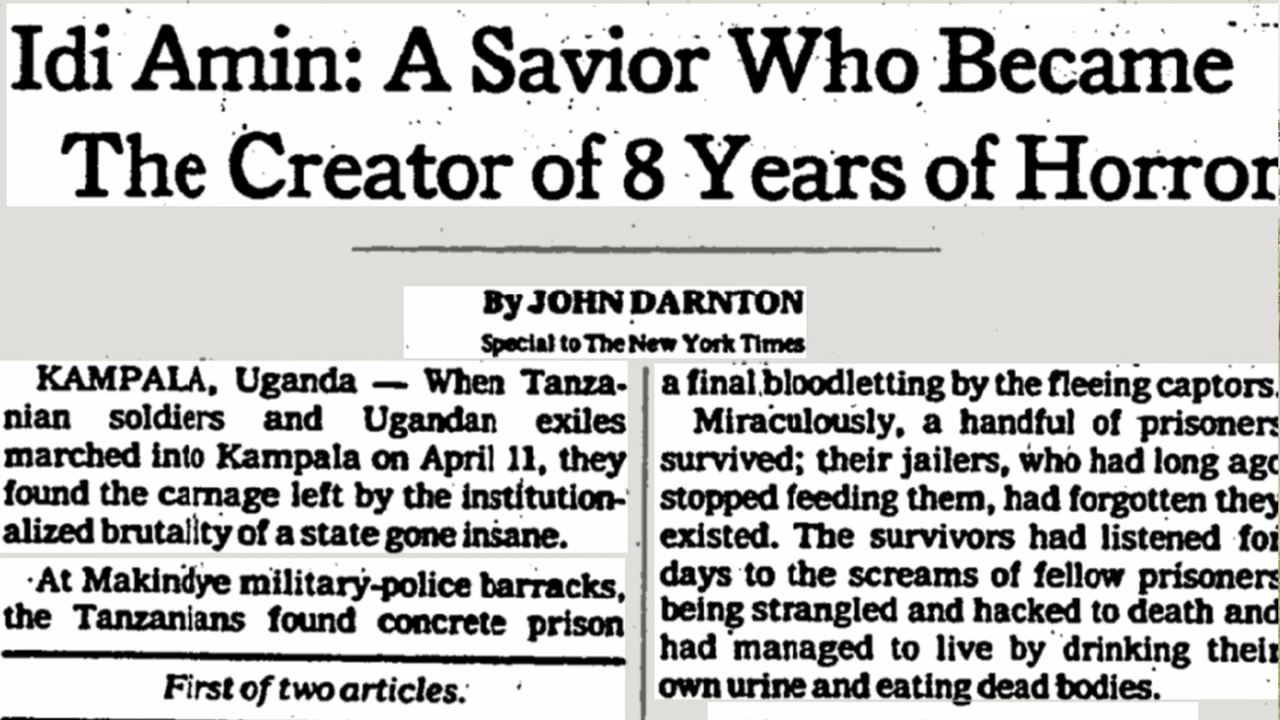 Idi Amin: A Savior Who Became
The Creator of 8 Years of Horror
By JOHN DARNTON
Special to The New York Times
KAMPALA, Uganda — When Tanza-
nian soldiers and Ugandan exiles
marched into Kampala on April 11, they
found the carnage left by the institution-
alized brutality of a state gone insane.
At Makindye military-police barracks,
the Tanzanians found concrete prison
First of two articles.
a final bloodletting by the fleeing captors.
Miraculously, a handful of prisoners
survived; their jailers, who had long ago
stopped feeding them, had forgotten they
existed. The survivors had listened for
days to the screams of fellow prisoners
being strangled and hacked to death and
had managed to live by drinking their
own urine and eating dead bodies.